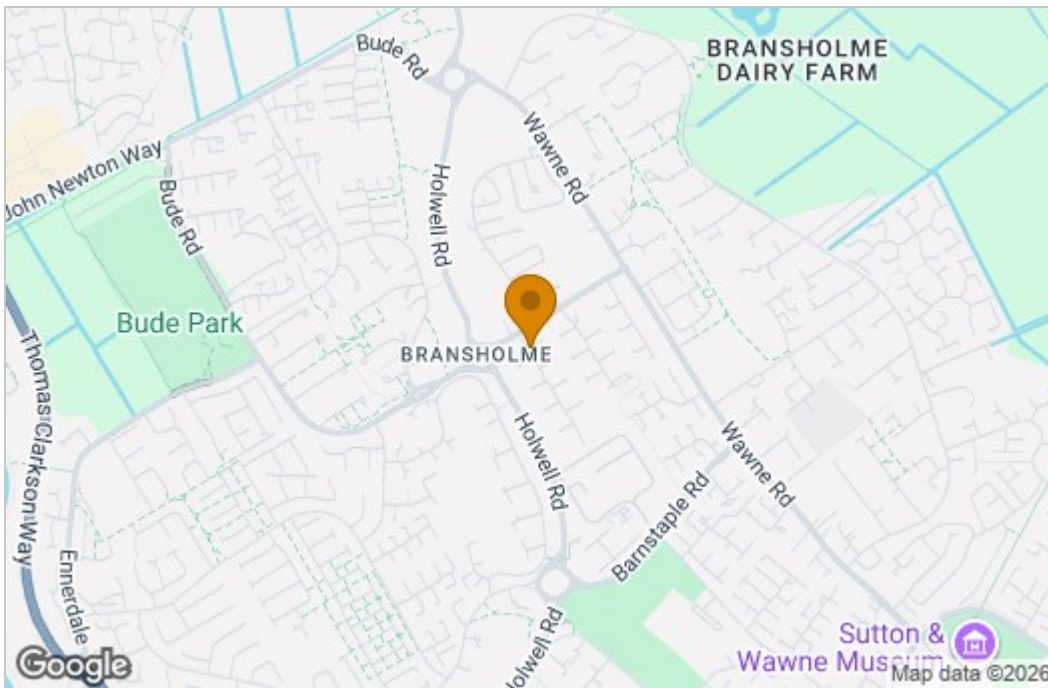 Bude Rd
BRANSHOLME
DAIRY FARM
John Newton Way
Wawne Rd
Holwell Rd
Bude Rd
Bude Park
BRANSHOLME
Thomas Clarkson Way
Holwell Rd
Wawne Rd
Barnstaple Rd
Ennerdale
Holwell Rd
Sutton &
Wawne Museum
Google
Map data ©2026